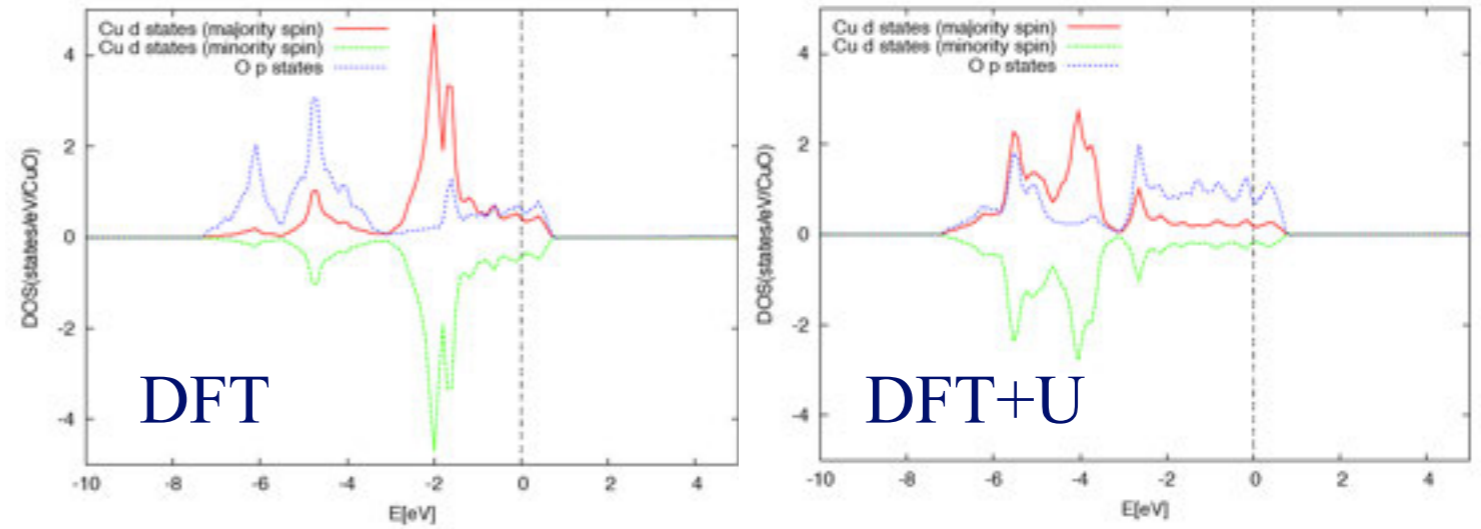 Cu d states (majority spin)
Cu d states (minority spin)
O p states
4
2
0
-2
-4
DOS(states/eV/CuO)
DFT
-10
-8
-6
-4
-2
0
2
4
E[eV]
Cu d states (majority spin)
Cu d states (minority spin)
O p states
4
2
0
-2
-4
DOS(states/eV/CuO)
DFT+U
-10
-8
-6
-4
-2
0
2
4
E[eV]